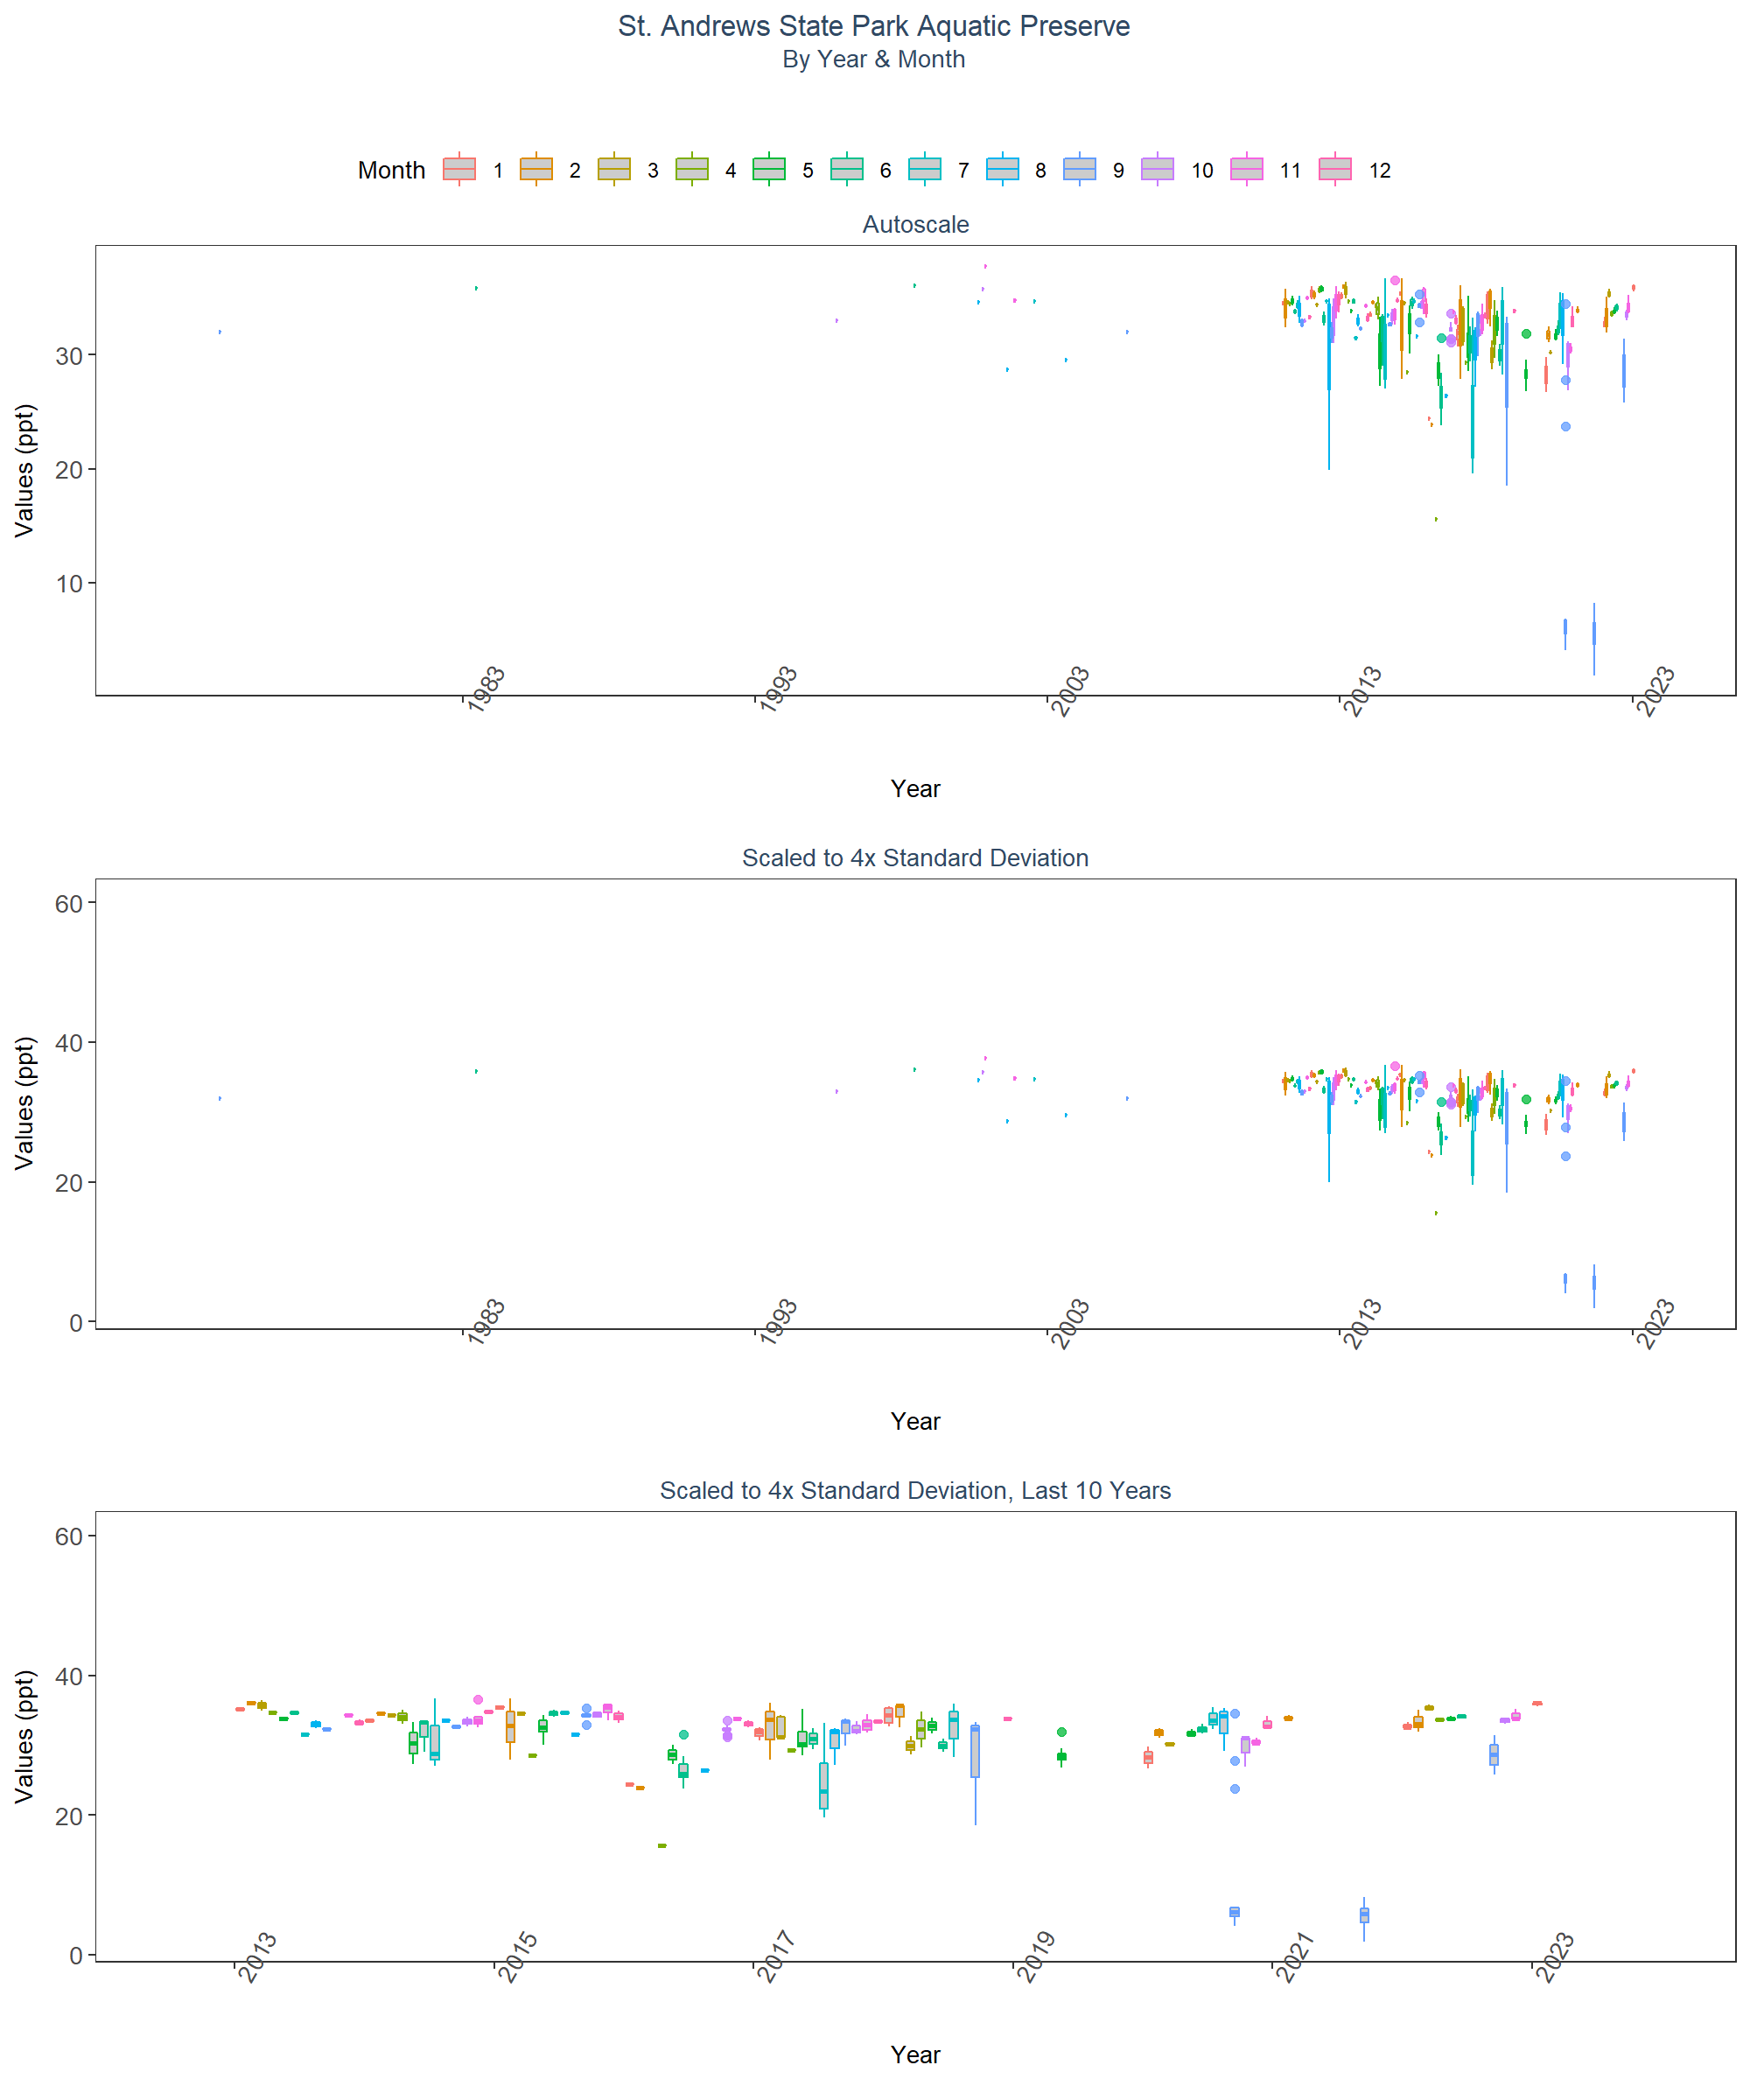 St. Andrews State Park Aquatic Preserve
By Year & Month
Month 1 2 3 4 5 6 7 8 9 10 11 12
Autoscale
Values (ppt)
30
20
10
1983 1993 2003 2013 2023
Year
Scaled to 4x Standard Deviation
Values (ppt)
60
40
20
0
1983 1993 2003 2013 2023
Year
Scaled to 4x Standard Deviation, Last 10 Years
Values (ppt)
60
40
20
0
2013 2015 2017 2019 2021 2023
Year